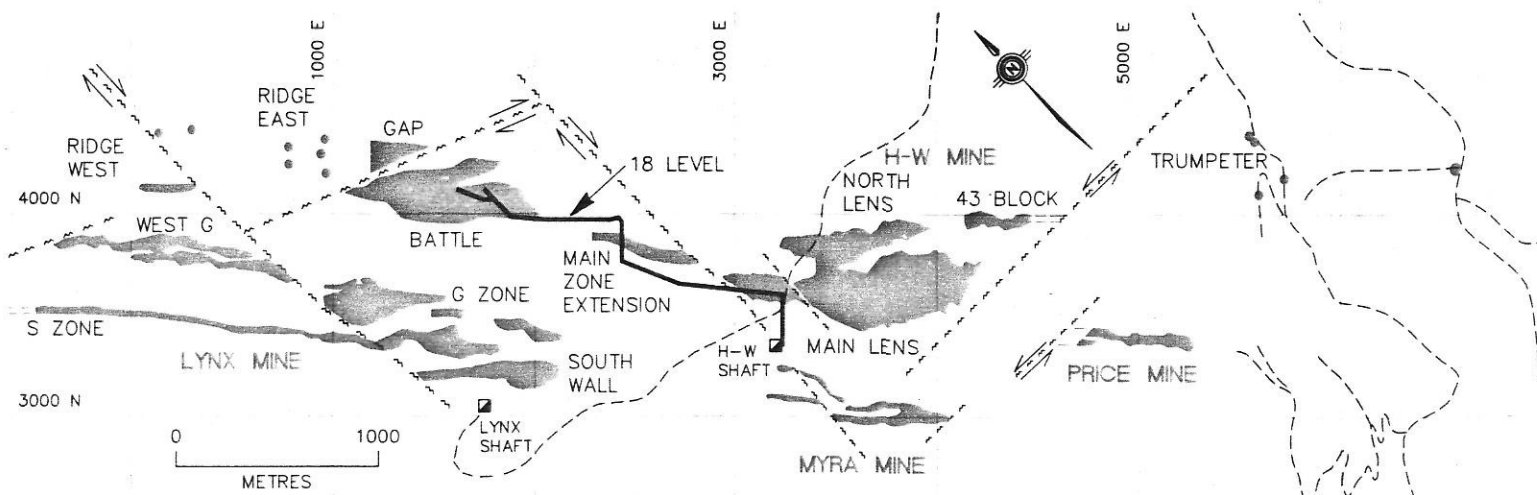 1000 E
3000 E
5000 E
RIDGE
EAST
GAP
RIDGE
WEST
18 LEVEL
H-W MINE
NORTH
LENS
TRUMPETER
4000 N
43 BLOCK
WEST G
BATTLE
MAIN
ZONE
EXTENSION
G ZONE
S ZONE
LYNX MINE
SOUTH
WALL
H-W
SHAFT
MAIN LENS
PRICE MINE
3000 N
LYNX
SHAFT
MYRA MINE
0
1000
METRES
N